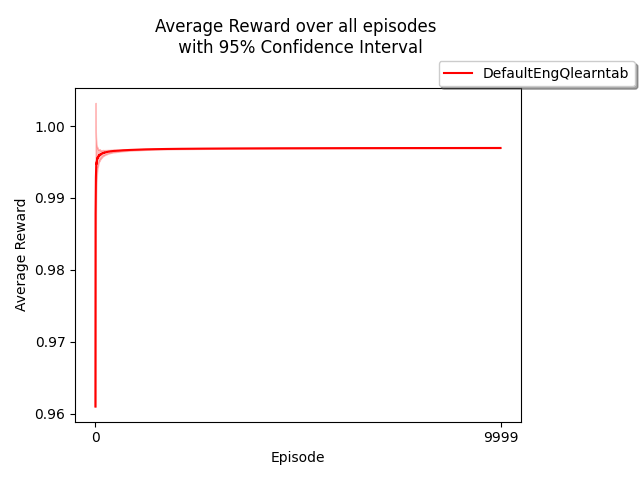 Average Reward over all episodes
with 95% Confidence Interval
DefaultEngQlearntab
1.00
0.99
0.98
0.97
0.96
Average Reward
0
9999
Episode